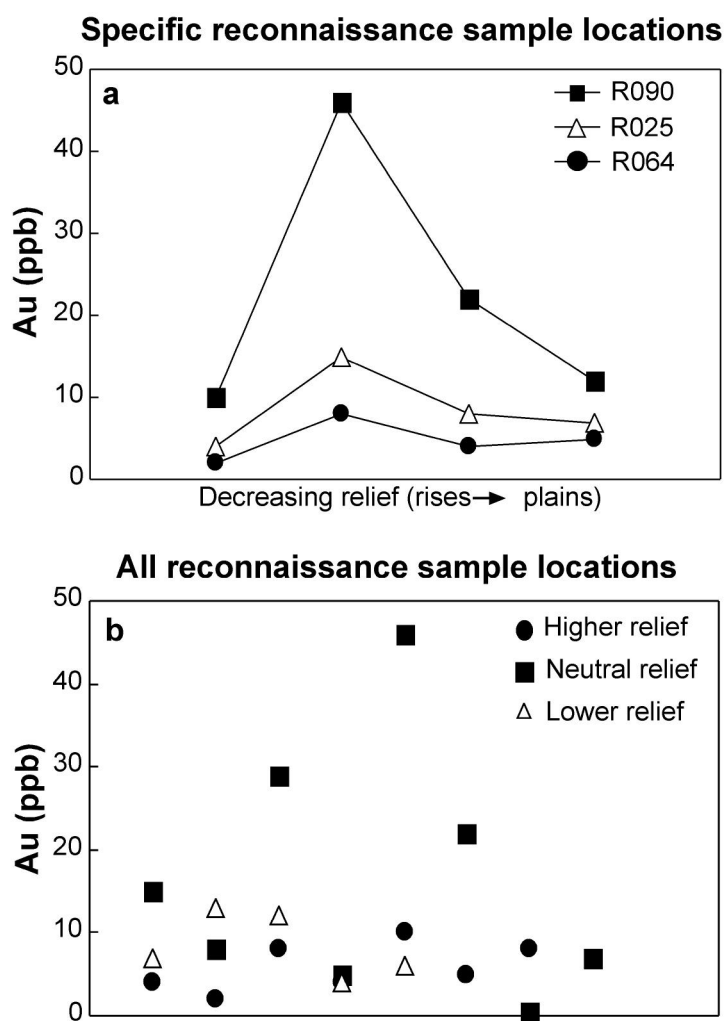 Specific reconnaissance sample locations
a
R090
R025
R064
50
40
30
20
10
0
Au (ppb)
Decreasing relief (rises→ plains)
All reconnaissance sample locations
b
Higher relief
Neutral relief
Lower relief
50
40
30
20
10
0
Au (ppb)